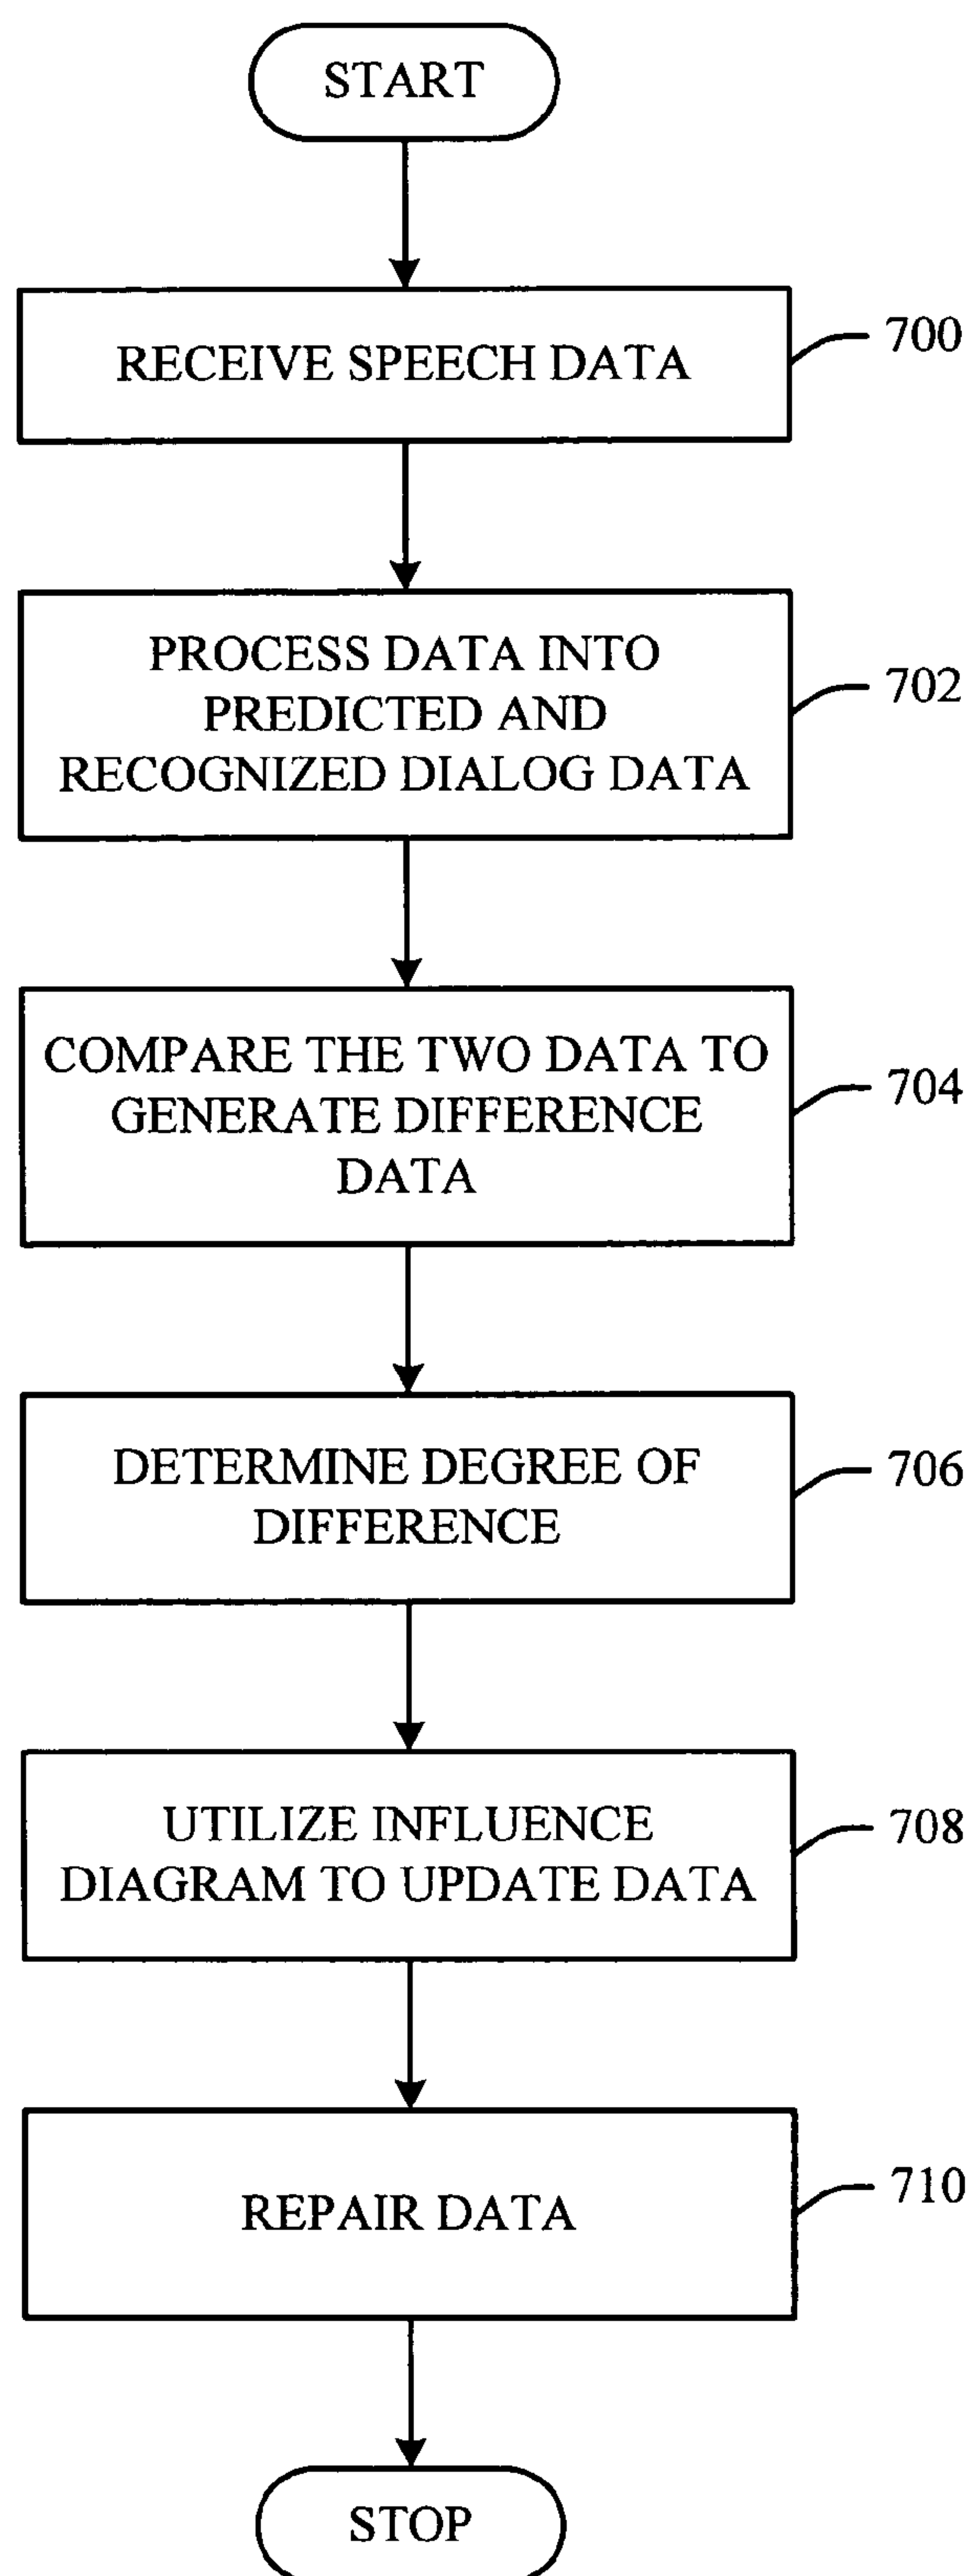 START
RECEIVE SPEECH DATA
700
PROCESS DATA INTO
PREDICTED AND
RECOGNIZED DIALOG DATA
702
COMPARE THE TWO DATA TO
GENERATE DIFFERENCE
DATA
704
DETERMINE DEGREE OF
DIFFERENCE
706
UTILIZE INFLUENCE
DIAGRAM TO UPDATE DATA
708
REPAIR DATA
710
STOP